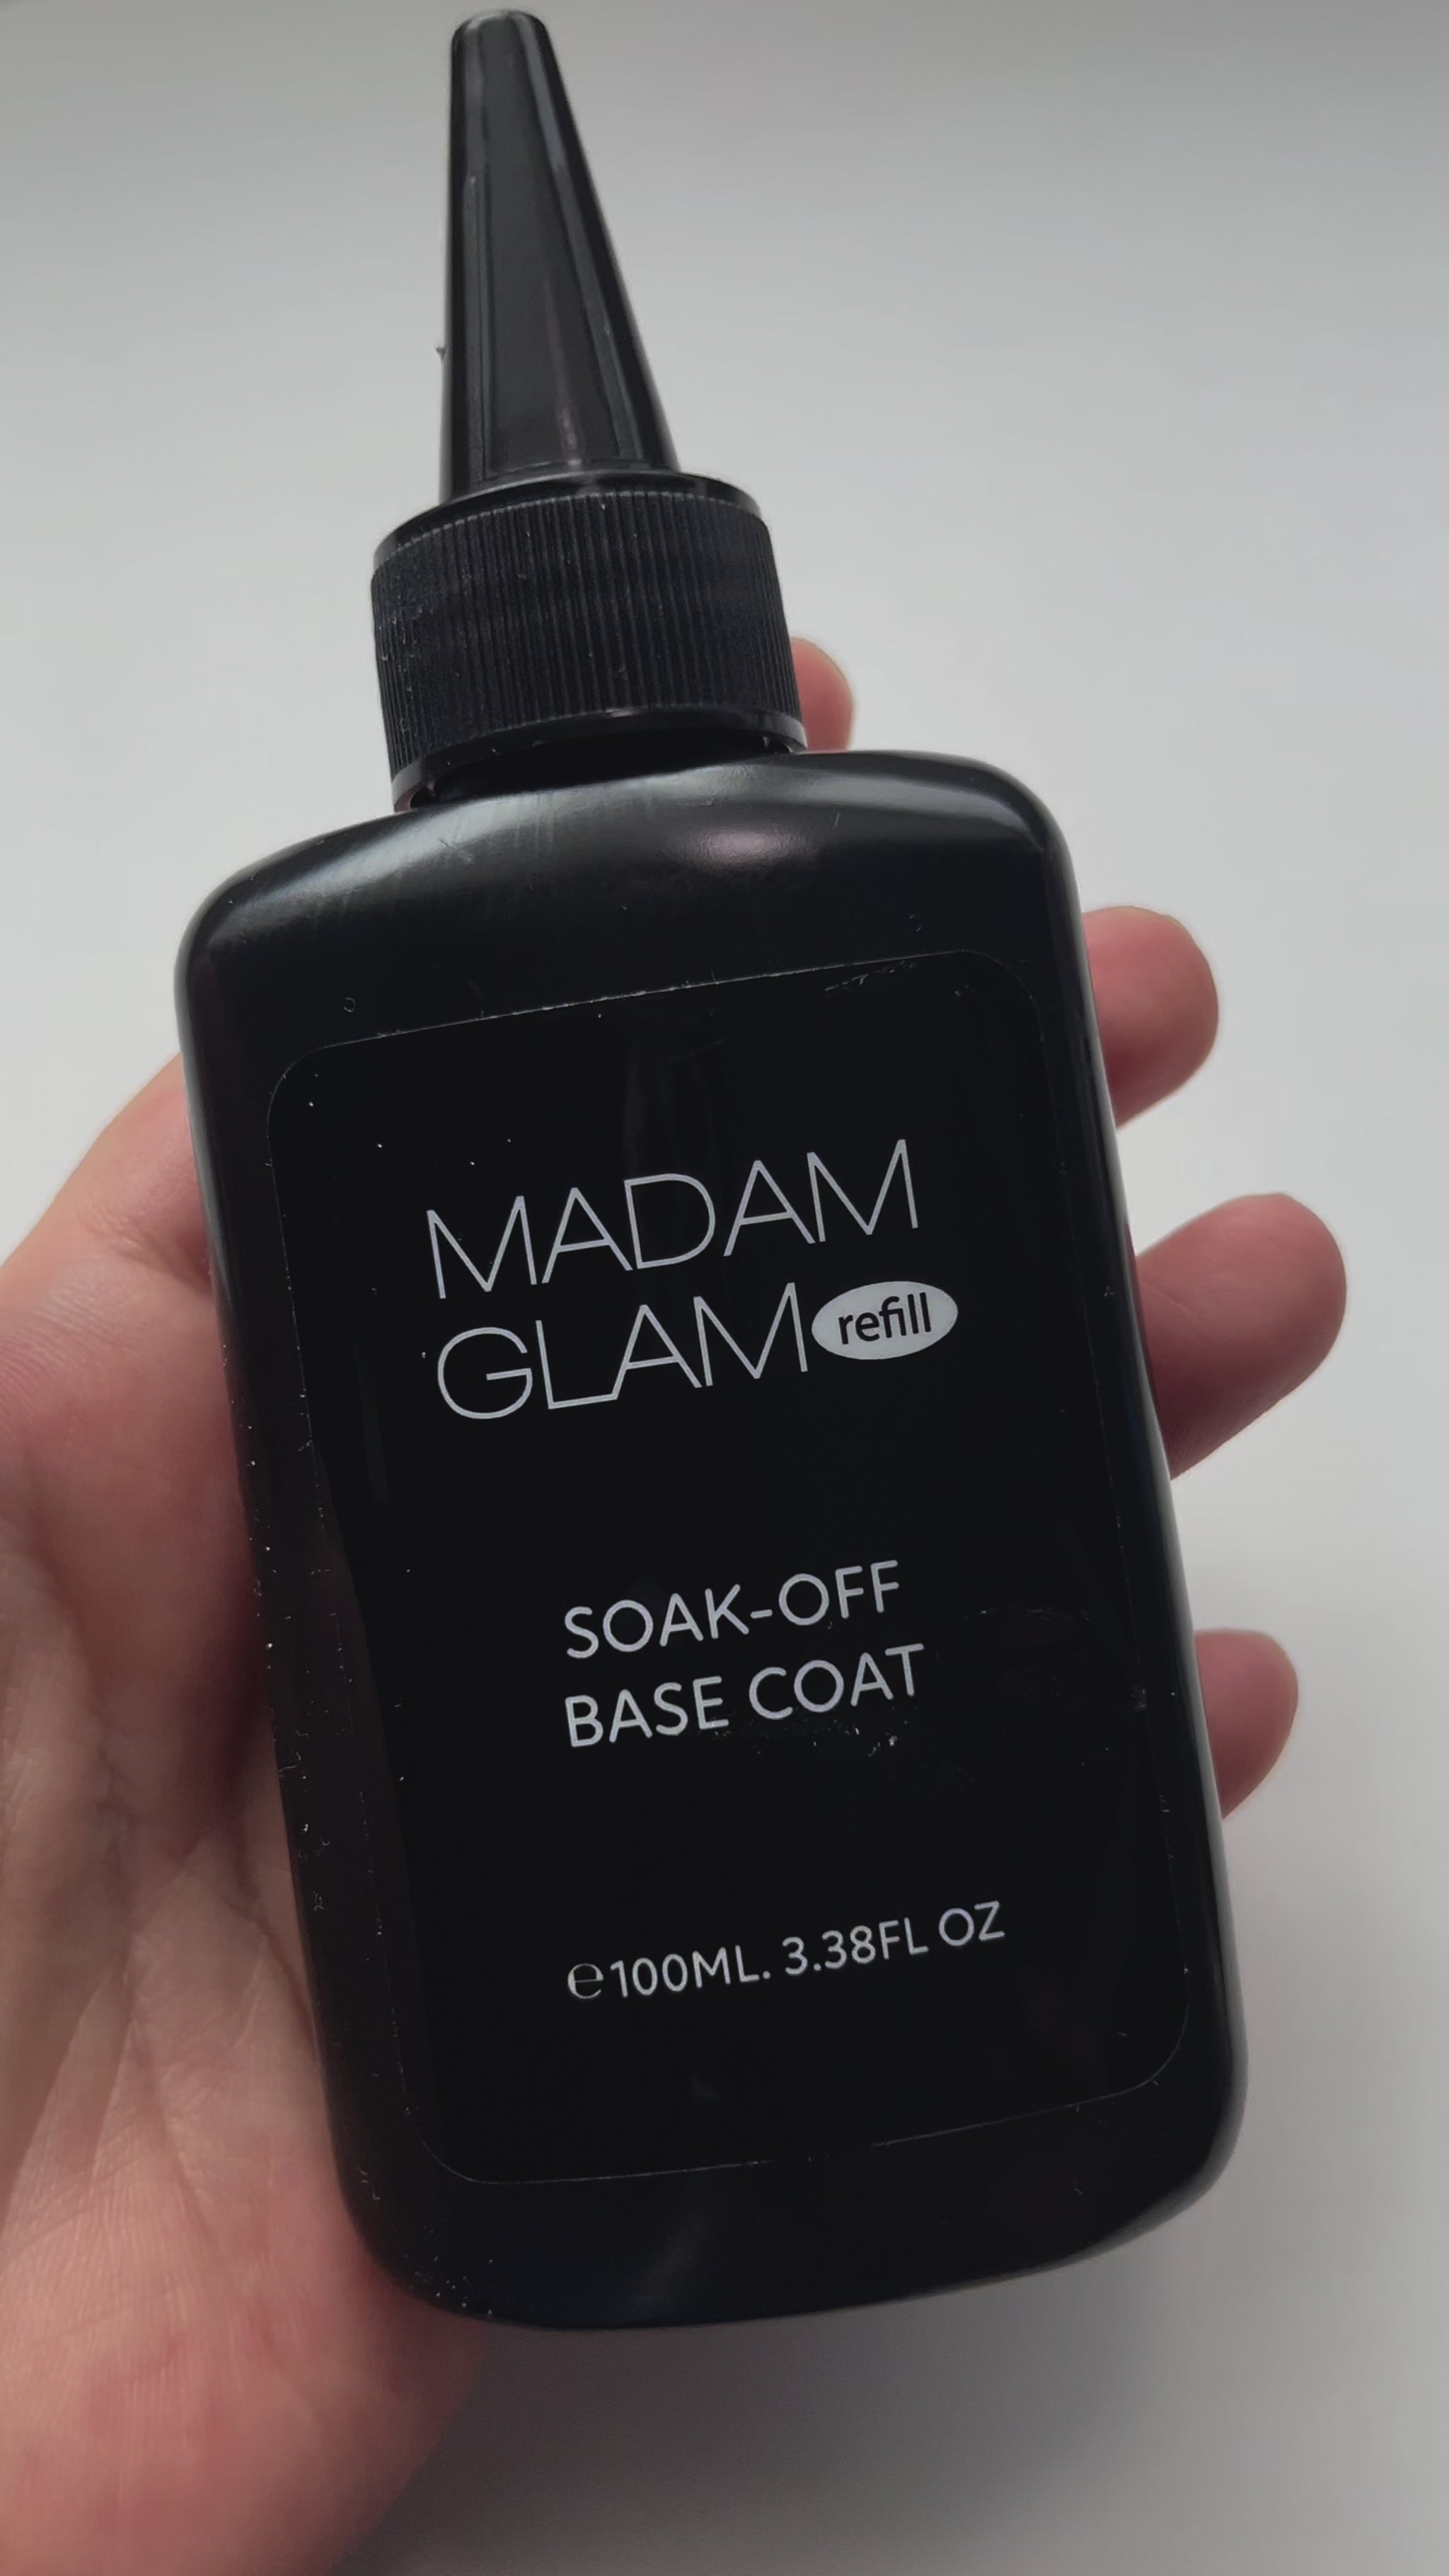 MADAM
GLAM refill
SOAK-OFF
BASE COAT
℮100ML. 3.38FL OZ